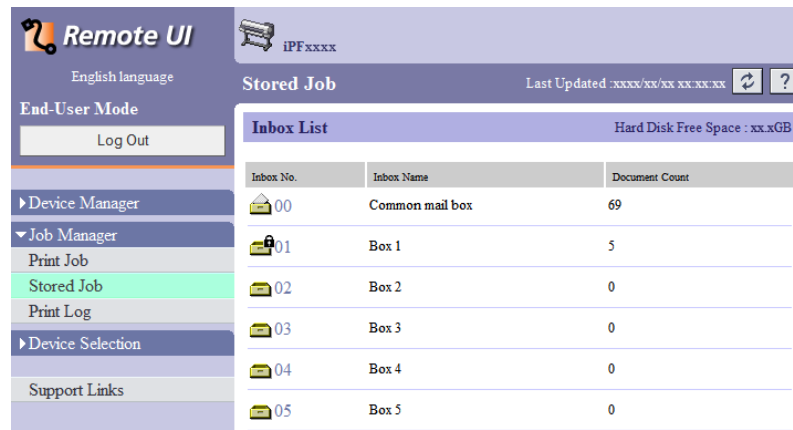 Remote UI
English language
End-User Mode
Log Out
Device Manager
Job Manager
Print Job
Stored Job
Print Log
Device Selection
Support Links
iPFxxxx
Stored Job Last Updated :xxxx/xx/xx xx:xx:xx ?
Inbox List Hard Disk Free Space : xx.xGB
Inbox No. Inbox Name Document Count
00 Common mail box 69
01 Box 1 5
02 Box 2 0
03 Box 3 0
04 Box 4 0
05 Box 5 0